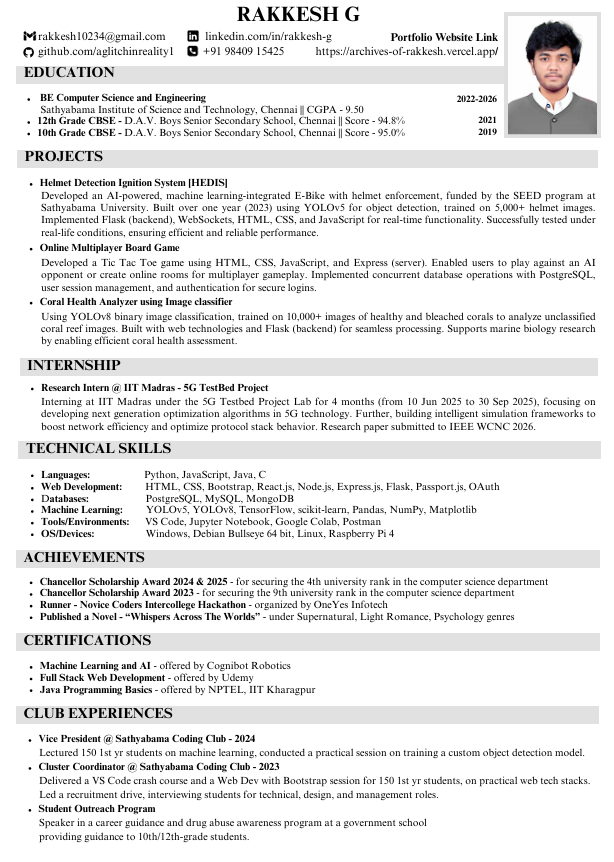 RAKKESH G
rakkesh10234@gmail.com linkedin.com/in/rakkesh-g Portfolio Website Link
github.com/aglitchinreality1 +91 98409 15425 https://archives-of-rakkesh.vercel.app/
EDUCATION
• BE Computer Science and Engineering 2022-2026
Sathyabama Institute of Science and Technology, Chennai || CGPA - 9.50
• 12th Grade CBSE - D.A.V. Boys Senior Secondary School, Chennai || Score - 94.8% 2021
• 10th Grade CBSE - D.A.V. Boys Senior Secondary School, Chennai || Score - 95.0% 2019
PROJECTS
• Helmet Detection Ignition System [HEDIS]
Developed an AI-powered, machine learning-integrated E-Bike with helmet enforcement, funded by the SEED program at
Sathyabama University. Built over one year (2023) using YOLOv5 for object detection, trained on 5,000+ helmet images.
Implemented Flask (backend), WebSockets, HTML, CSS, and JavaScript for real-time functionality. Successfully tested under
real-life conditions, ensuring efficient and reliable performance.
• Online Multiplayer Board Game
Developed a Tic Tac Toe game using HTML, CSS, JavaScript, and Express (server). Enabled users to play against an AI
opponent or create online rooms for multiplayer gameplay. Implemented concurrent database operations with PostgreSQL,
user session management, and authentication for secure logins.
• Coral Health Analyzer using Image classifier
Using YOLOv8 binary image classification, trained on 10,000+ images of healthy and bleached corals to analyze unclassified
coral reef images. Built with web technologies and Flask (backend) for seamless processing. Supports marine biology research
by enabling efficient coral health assessment.
INTERNSHIP
• Research Intern @ IIT Madras - 5G TestBed Project
Interning at IIT Madras under the 5G Testbed Project Lab for 4 months (from 10 Jun 2025 to 30 Sep 2025), focusing on
developing next generation optimization algorithms in 5G technology. Further, building intelligent simulation frameworks to
boost network efficiency and optimize protocol stack behavior. Research paper submitted to IEEE WCNC 2026.
TECHNICAL SKILLS
• Languages: Python, JavaScript, Java, C
• Web Development: HTML, CSS, Bootstrap, React.js, Node.js, Express.js, Flask, Passport.js, OAuth
• Databases: PostgreSQL, MySQL, MongoDB
• Machine Learning: YOLOv5, YOLOv8, TensorFlow, scikit-learn, Pandas, NumPy, Matplotlib
• Tools/Environments: VS Code, Jupyter Notebook, Google Colab, Postman
• OS/Devices: Windows, Debian Bullseye 64 bit, Linux, Raspberry Pi 4
ACHIEVEMENTS
• Chancellor Scholarship Award 2024 & 2025 - for securing the 4th university rank in the computer science department
• Chancellor Scholarship Award 2023 - for securing the 9th university rank in the computer science department
• Runner - Novice Coders Intercollege Hackathon - organized by OneYes Infotech
• Published a Novel - “Whispers Across The Worlds” - under Supernatural, Light Romance, Psychology genres
CERTIFICATIONS
• Machine Learning and AI - offered by Cognibot Robotics
• Full Stack Web Development - offered by Udemy
• Java Programming Basics - offered by NPTEL, IIT Kharagpur
CLUB EXPERIENCES
• Vice President @ Sathyabama Coding Club - 2024
Lectured 150 1st yr students on machine learning, conducted a practical session on training a custom object detection model.
• Cluster Coordinator @ Sathyabama Coding Club - 2023
Delivered a VS Code crash course and a Web Dev with Bootstrap session for 150 1st yr students, on practical web tech stacks.
Led a recruitment drive, interviewing students for technical, design, and management roles.
• Student Outreach Program
Speaker in a career guidance and drug abuse awareness program at a government school
providing guidance to 10th/12th-grade students.